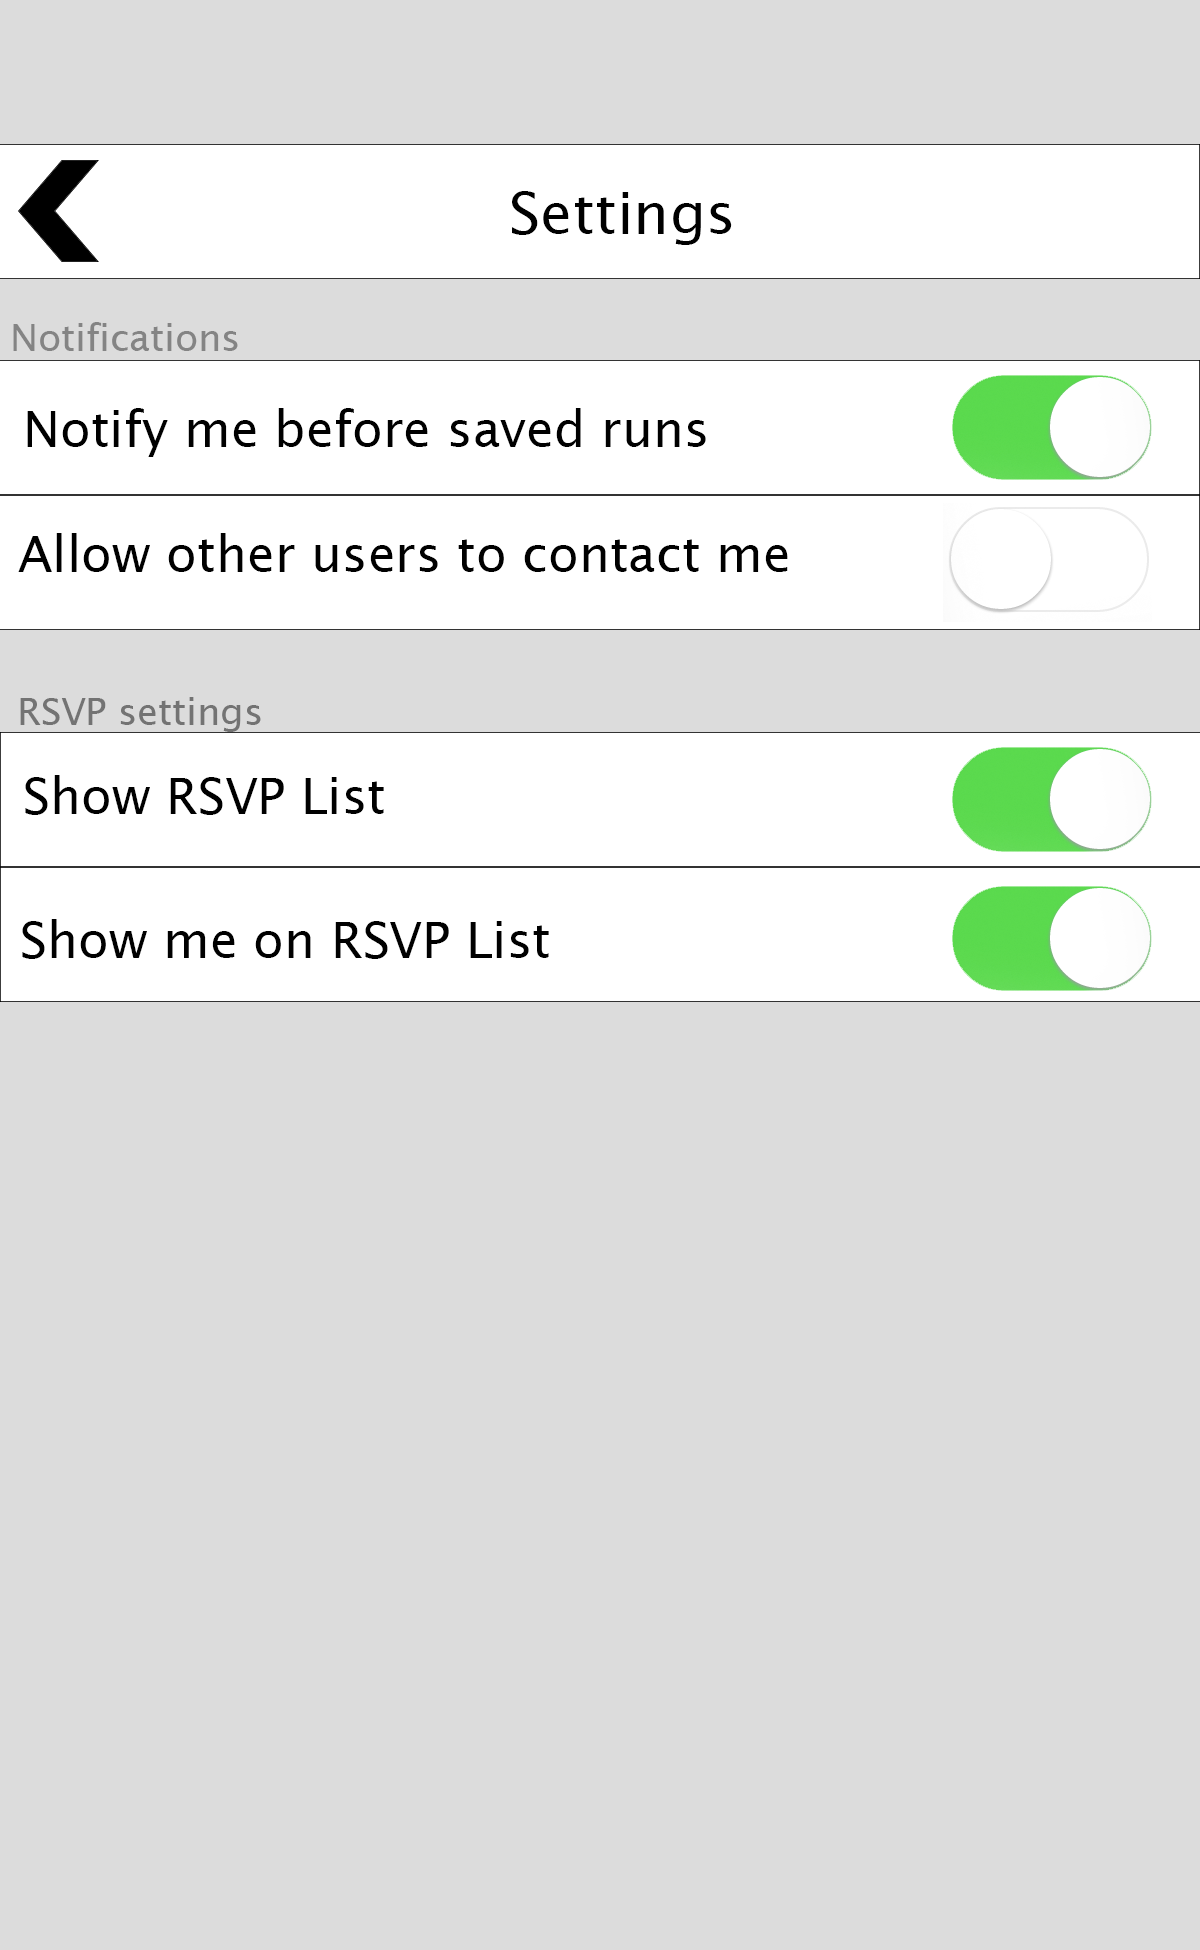 Settings
Notifications
Notify me before saved runs
Allow other users to contact me
RSVP settings
Show RSVP List
Show me on RSVP List